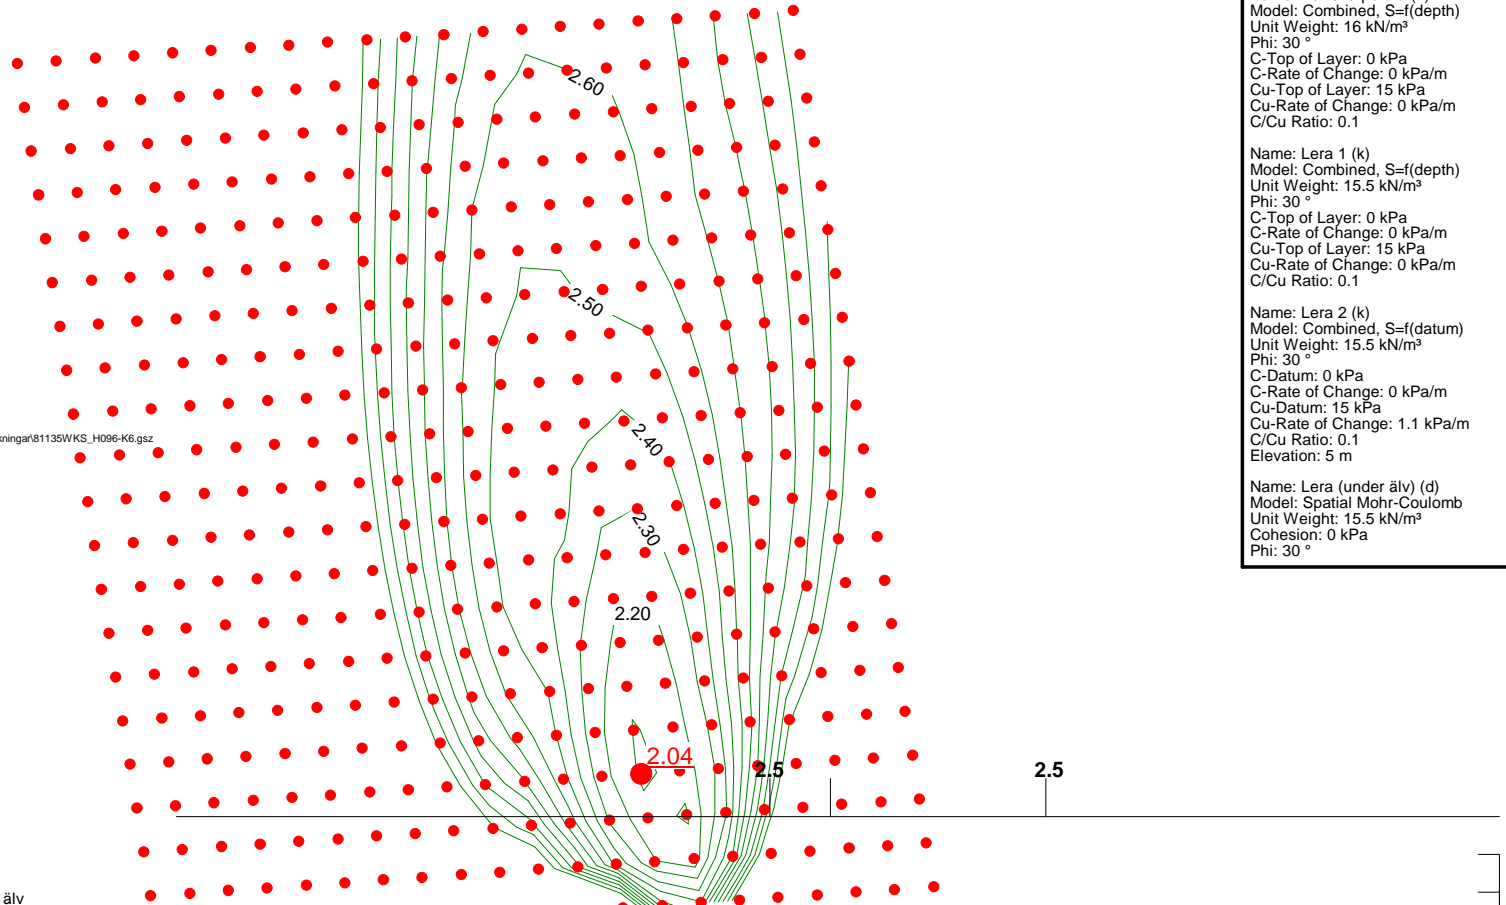 Model: Combined, S=f(depth)
Unit Weight: 16 kN/m³
Phi: 30 °
C-Top of Layer: 0 kPa
C-Rate of Change: 0 kPa/m
Cu-Top of Layer: 15 kPa
Cu-Rate of Change: 0 kPa/m
C/Cu Ratio: 0.1
Name: Lera 1 (k)
Model: Combined, S=f(depth)
Unit Weight: 15.5 kN/m³
Phi: 30 °
C-Top of Layer: 0 kPa
C-Rate of Change: 0 kPa/m
Cu-Top of Layer: 15 kPa
Cu-Rate of Change: 0 kPa/m
C/Cu Ratio: 0.1
Name: Lera 2 (k)
Model: Combined, S=f(datum)
Unit Weight: 15.5 kN/m³
Phi: 30 °
C-Datum: 0 kPa
C-Rate of Change: 0 kPa/m
Cu-Datum: 15 kPa
Cu-Rate of Change: 1.1 kPa/m
C/Cu Ratio: 0.1
Elevation: 5 m
Name: Lera (under älv) (d)
Model: Spatial Mohr-Coulomb
Unit Weight: 15.5 kN/m³
Cohesion: 0 kPa
Phi: 30 °
2.60
2.50
2.40
kningar\81135WKS_H096-K6.gsz
2.30
2.20
2.04
2.5
2.5
älv